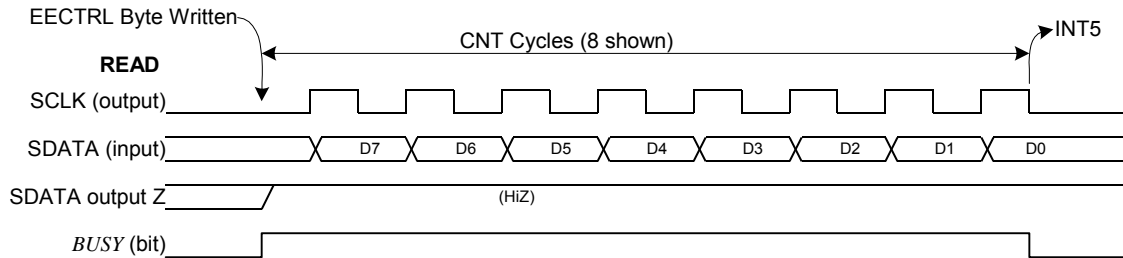 EECTRL Byte Written
INT5
CNT Cycles (8 shown)
READ
SCLK (output)
SDATA (input)
D7 D6 D5 D4 D3 D2 D1 D0
SDATA output Z
(HiZ)
BUSY (bit)